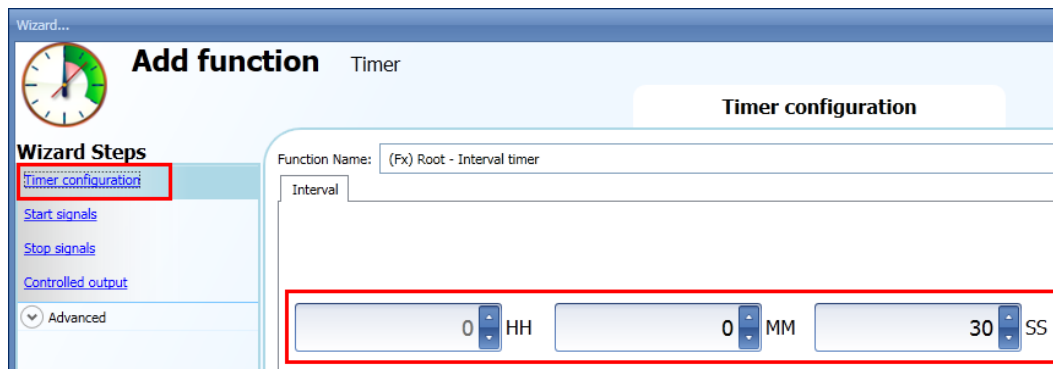 Wizard...
Add function Timer
Timer configuration
Wizard Steps
Timer configuration
Start signals
Stop signals
Controlled output
Advanced
Function Name: (Fx) Root - Interval timer
Interval
0 HH 0 MM 30 SS